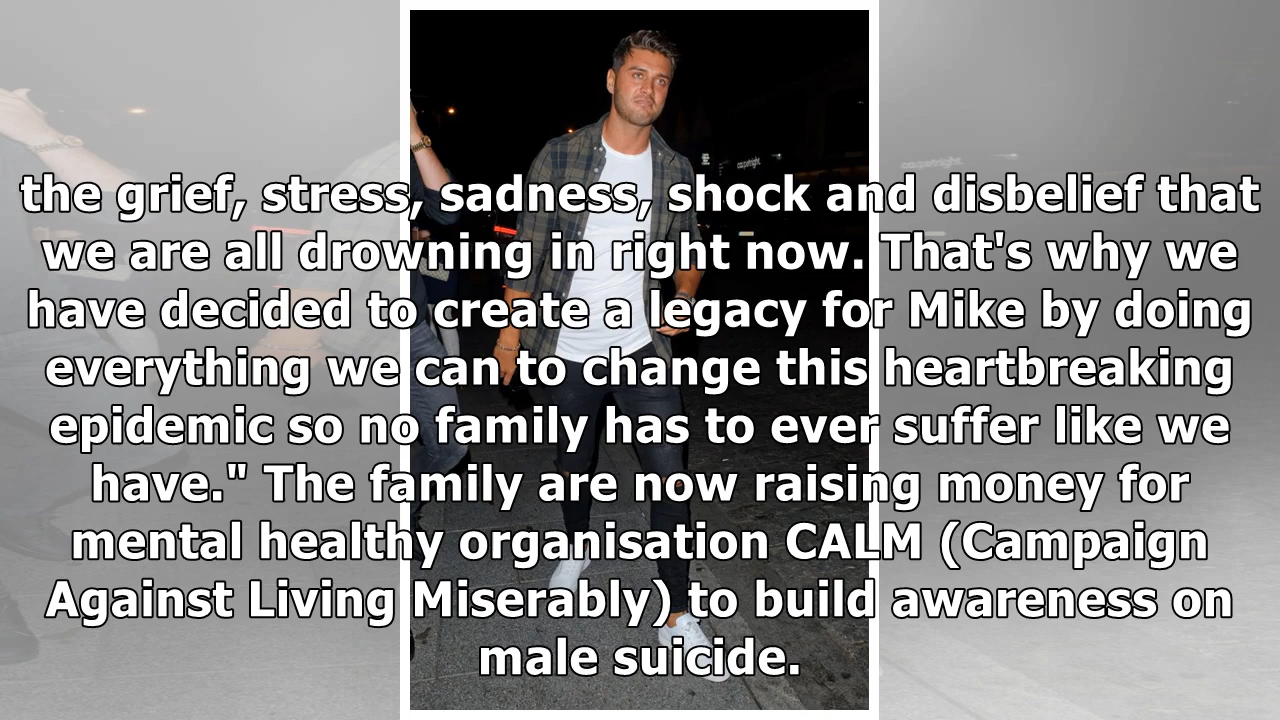 the grief, stress, sadness, shock and disbelief that
we are all drowning in right now. That's why we
have decided to create a legacy for Mike by doing
everything we can to change this heartbreaking
epidemic so no family has to ever suffer like we
have." The family are now raising money for
mental healthy organisation CALM (Campaign
Against Living Miserably) to build awareness on
male suicide.